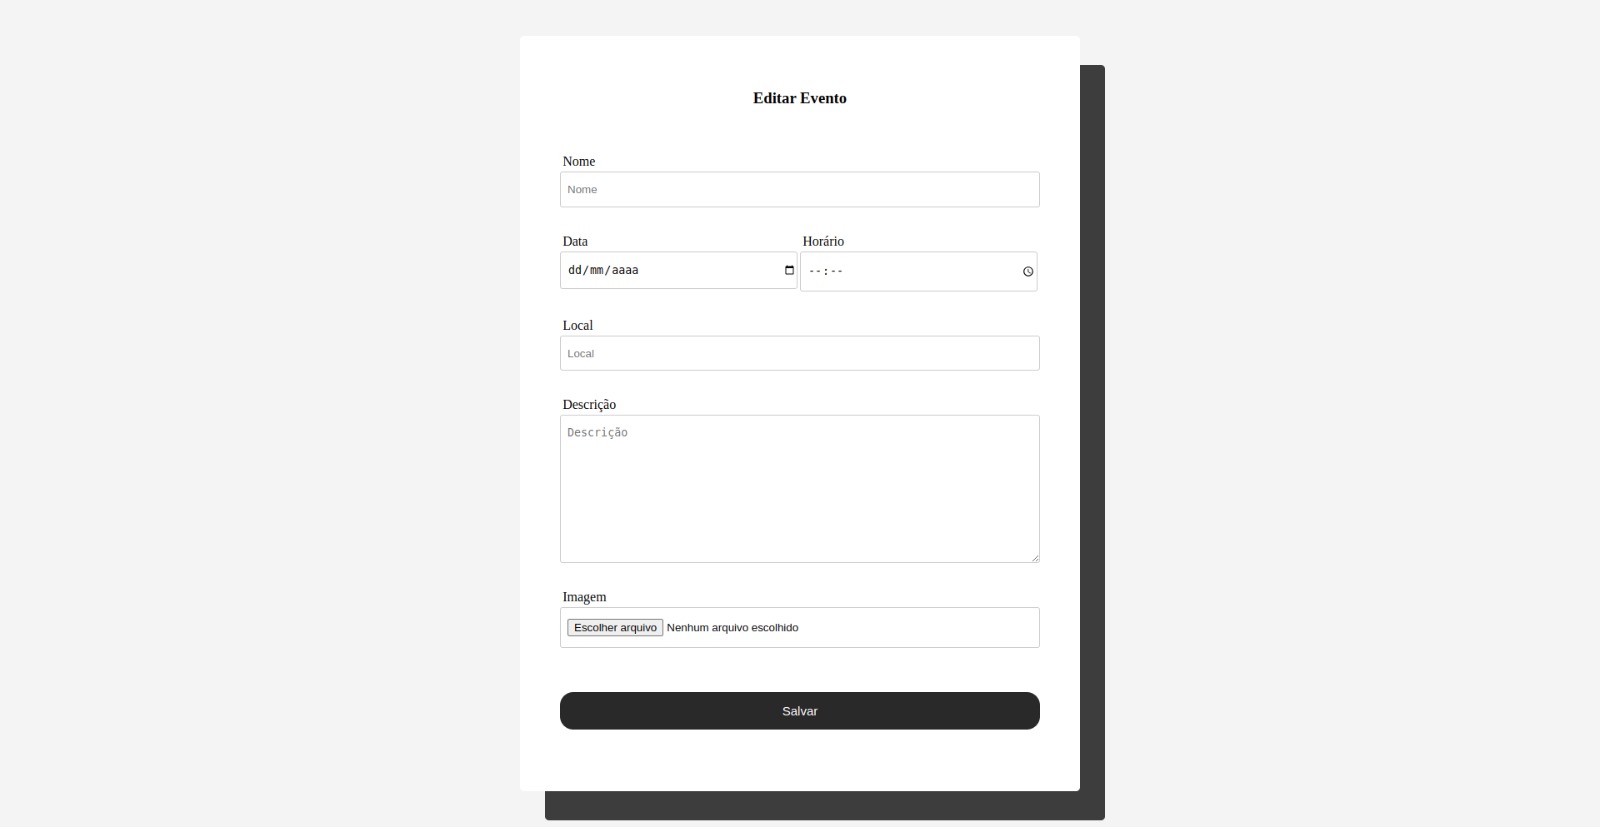 Editar Evento
Nome
Nome
Data Horário
dd/mm/aaaa --:--
Local
Local
Descrição
Descrição
Imagem
Escolher arquivo Nenhum arquivo escolhido
Salvar